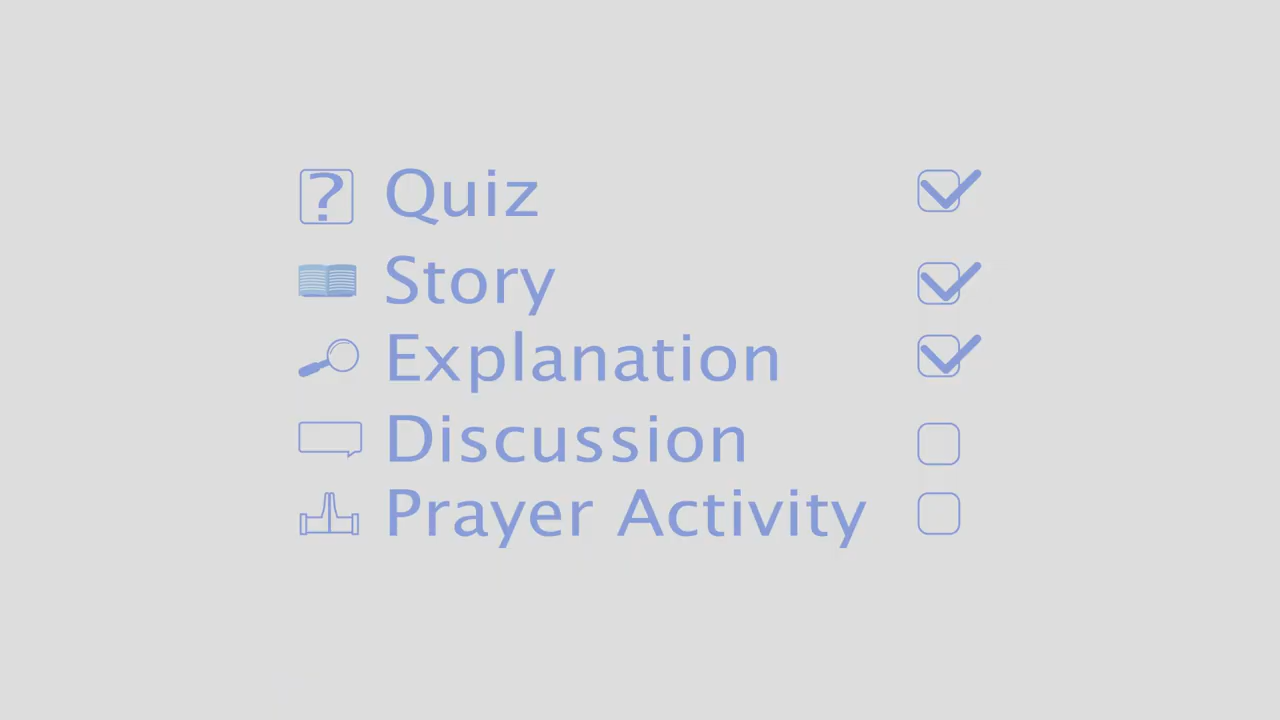 ? Quiz
Story
Explanation
Discussion
Prayer Activity